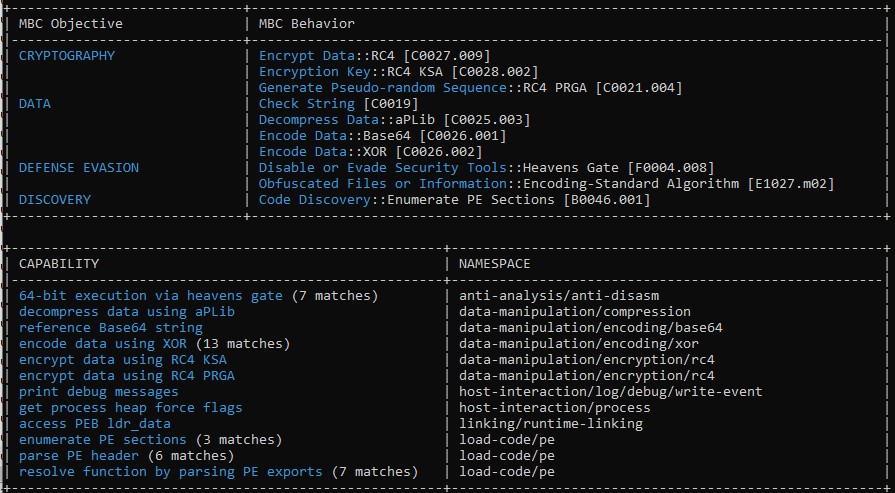 MBC Objective | MBC Behavior
CRYPTOGRAPHY | Encrypt Data::RC4 [C0027.009]
| Encryption Key::RC4 KSA [C0028.002]
| Generate Pseudo-random Sequence::RC4 PRGA [C0021.004]
DATA | Check String [C0019]
| Decompress Data::aPLib [C0025.003]
| Encode Data::Base64 [C0026.001]
| Encode Data::XOR [C0026.002]
DEFENSE EVASION | Disable or Evade Security Tools::Heavens Gate [F0004.008]
| Obfuscated Files or Information::Encoding-Standard Algorithm [E1027.m02]
DISCOVERY | Code Discovery::Enumerate PE Sections [B0046.001]
CAPABILITY | NAMESPACE
64-bit execution via heavens gate (7 matches) | anti-analysis/anti-disasm
decompress data using aPLib | data-manipulation/compression
reference Base64 string | data-manipulation/encoding/base64
encode data using XOR (13 matches) | data-manipulation/encoding/xor
encrypt data using RC4 KSA | data-manipulation/encryption/rc4
encrypt data using RC4 PRGA | data-manipulation/encryption/rc4
print debug messages | host-interaction/log/debug/write-event
get process heap force flags | host-interaction/process
access PEB ldr_data | linking/runtime-linking
enumerate PE sections (3 matches) | load-code/pe
parse PE header (6 matches) | load-code/pe
resolve function by parsing PE exports (7 matches) | load-code/pe